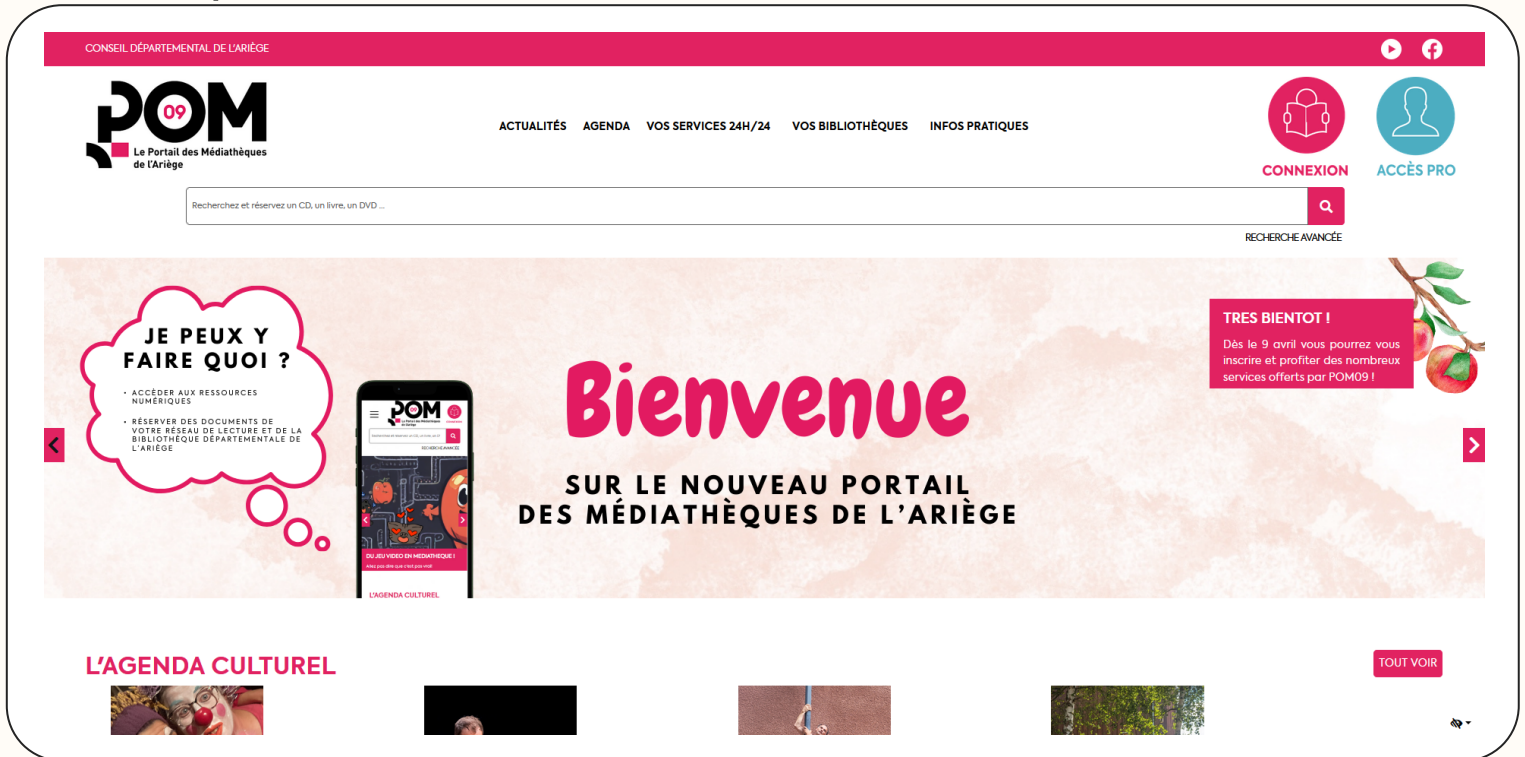 CONSEIL DÉPARTEMENTAL DE L'ARIÈGE
POM
09
Le Portail des Médiathèques
de l'Ariège
ACTUALITÉS AGENDA VOS SERVICES 24H/24 VOS BIBLIOTHÈQUES INFOS PRATIQUES
CONNEXION
ACCÈS PRO
Recherchez et réservez un CD, un livre, un DVD ...
RECHERCHE AVANCÉE
JE PEUX Y
FAIRE QUOI ?
• ACCÉDER AUX RESSOURCES
NUMÉRIQUES
• RÉSERVER DES DOCUMENTS DE
VOTRE RÉSEAU DE LECTURE ET DE LA
BIBLIOTHÈQUE DÉPARTEMENTALE DE
L'ARIÈGE
POM
RECHERCHE AVANCÉE
DU JEU VIDEO EN MEDIATHEQUE !
L'AGENDA CULTUREL
Bienvenue
SUR LE NOUVEAU PORTAIL
DES MÉDIATHÈQUES DE L'ARIÈGE
TRES BIENTOT !
Dès le 9 avril vous pourrez vous
inscrire et profiter des nombreux
services offerts par POM09 !
L'AGENDA CULTUREL
TOUT VOIR